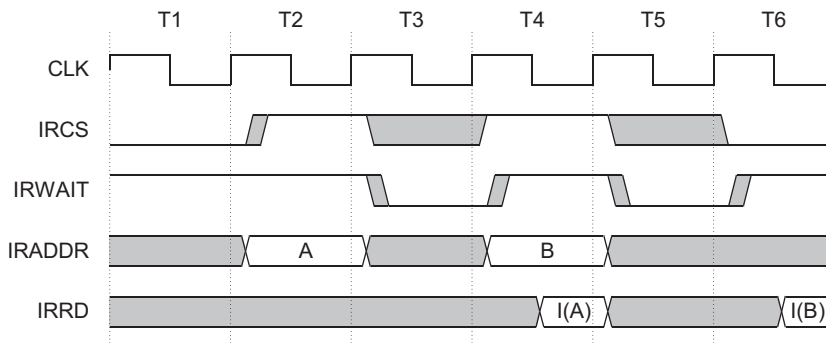 T1 T2 T3 T4 T5 T6
CLK
IRCS
IRWAIT
IRADDR A B
IRRD I(A) I(B)